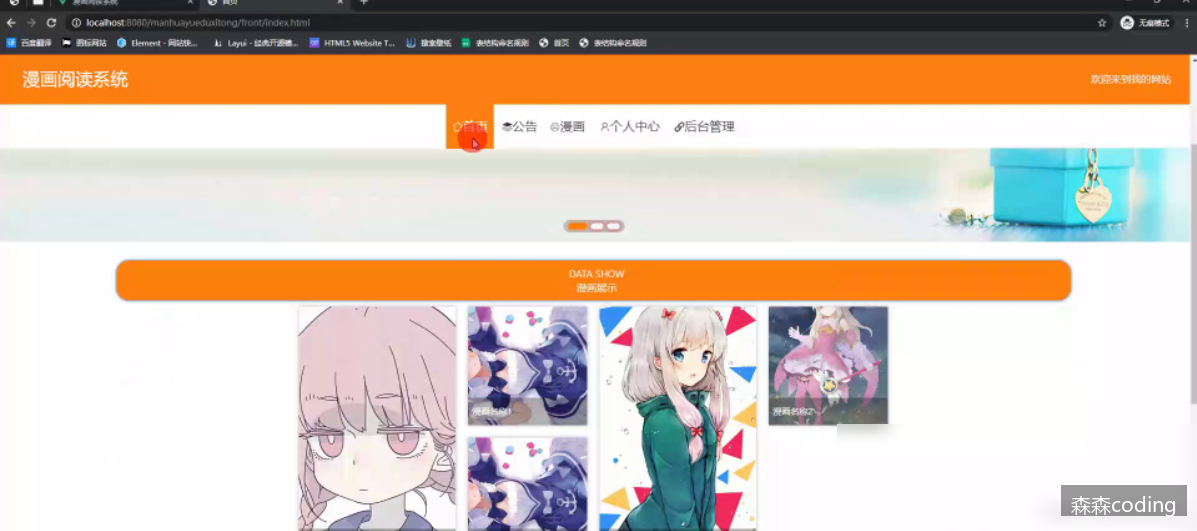 漫画阅读系统
首页
localhost:8080/manhuayueduxitong/front/index.html
无痕模式
百度翻译
图标网站
Element - 网站快...
Layui - 经典开源模...
HTML5 Website T...
搜索壁纸
表结构命名规则
首页
表结构命名规则
漫画阅读系统
欢迎来到我的网站
首页
公告
漫画
个人中心
后台管理
DATA SHOW
漫画展示
漫画名称1
漫画名称2
森森coding